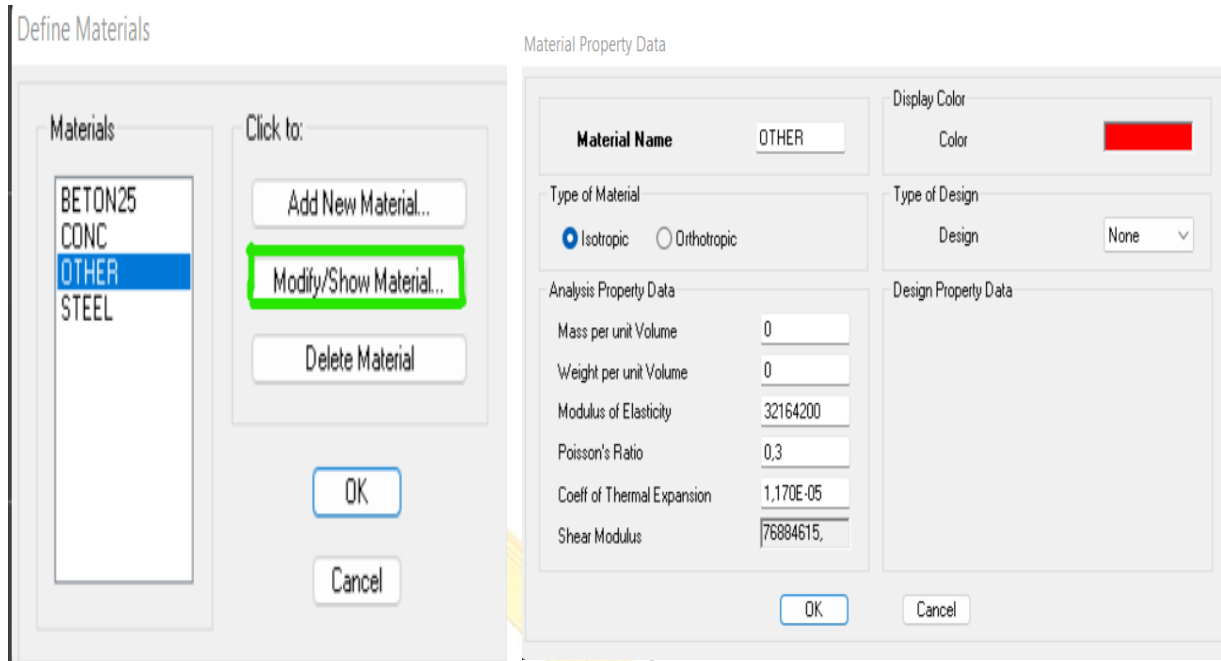 Define Materials
Materials
BETON25
CONC
OTHER
STEEL
Click to:
Add New Material...
Modify/Show Material...
Delete Material
OK
Cancel
Material Property Data
Material Name OTHER
Display Color
Color
Type of Material
Isotropic Orthotropic
Type of Design
Design None
Analysis Property Data
Mass per unit Volume 0
Weight per unit Volume 0
Modulus of Elasticity 32164200
Poisson's Ratio 0,3
Coeff of Thermal Expansion 1,170E-05
Shear Modulus 76884615,
Design Property Data
OK Cancel